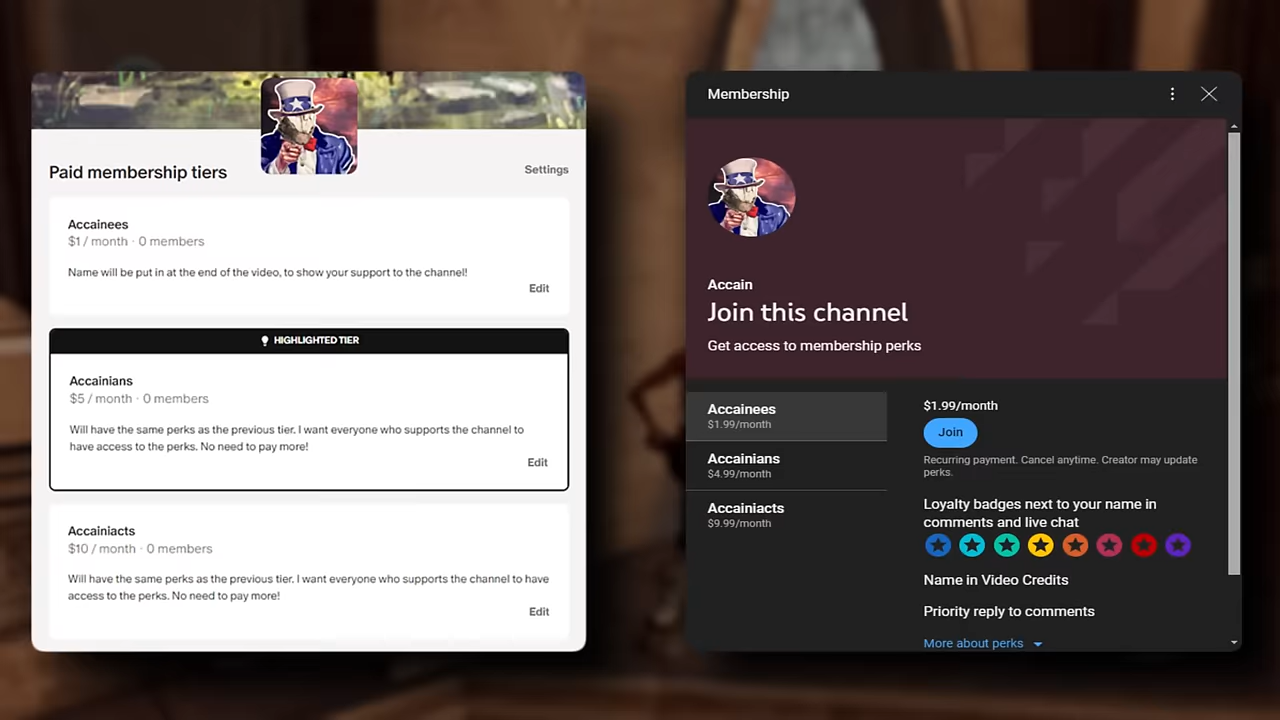 Paid membership tiers
Settings
Accainees
$1 / month · 0 members
Name will be put in at the end of the video, to show your support to the channel!
Edit
HIGHLIGHTED TIER
Accainians
$5 / month · 0 members
Will have the same perks as the previous tier. I want everyone who supports the channel to
have access to the perks. No need to pay more!
Edit
Accainiacts
$10 / month · 0 members
Will have the same perks as the previous tier. I want everyone who supports the channel to have
access to the perks. No need to pay more!
Edit
Membership
Accain
Join this channel
Get access to membership perks
Accainees
$1.99/month
Accainians
$4.99/month
Accainiacts
$9.99/month
$1.99/month
Join
Recurring payment. Cancel anytime. Creator may update
perks.
Loyalty badges next to your name in
comments and live chat
Name in Video Credits
Priority reply to comments
More about perks